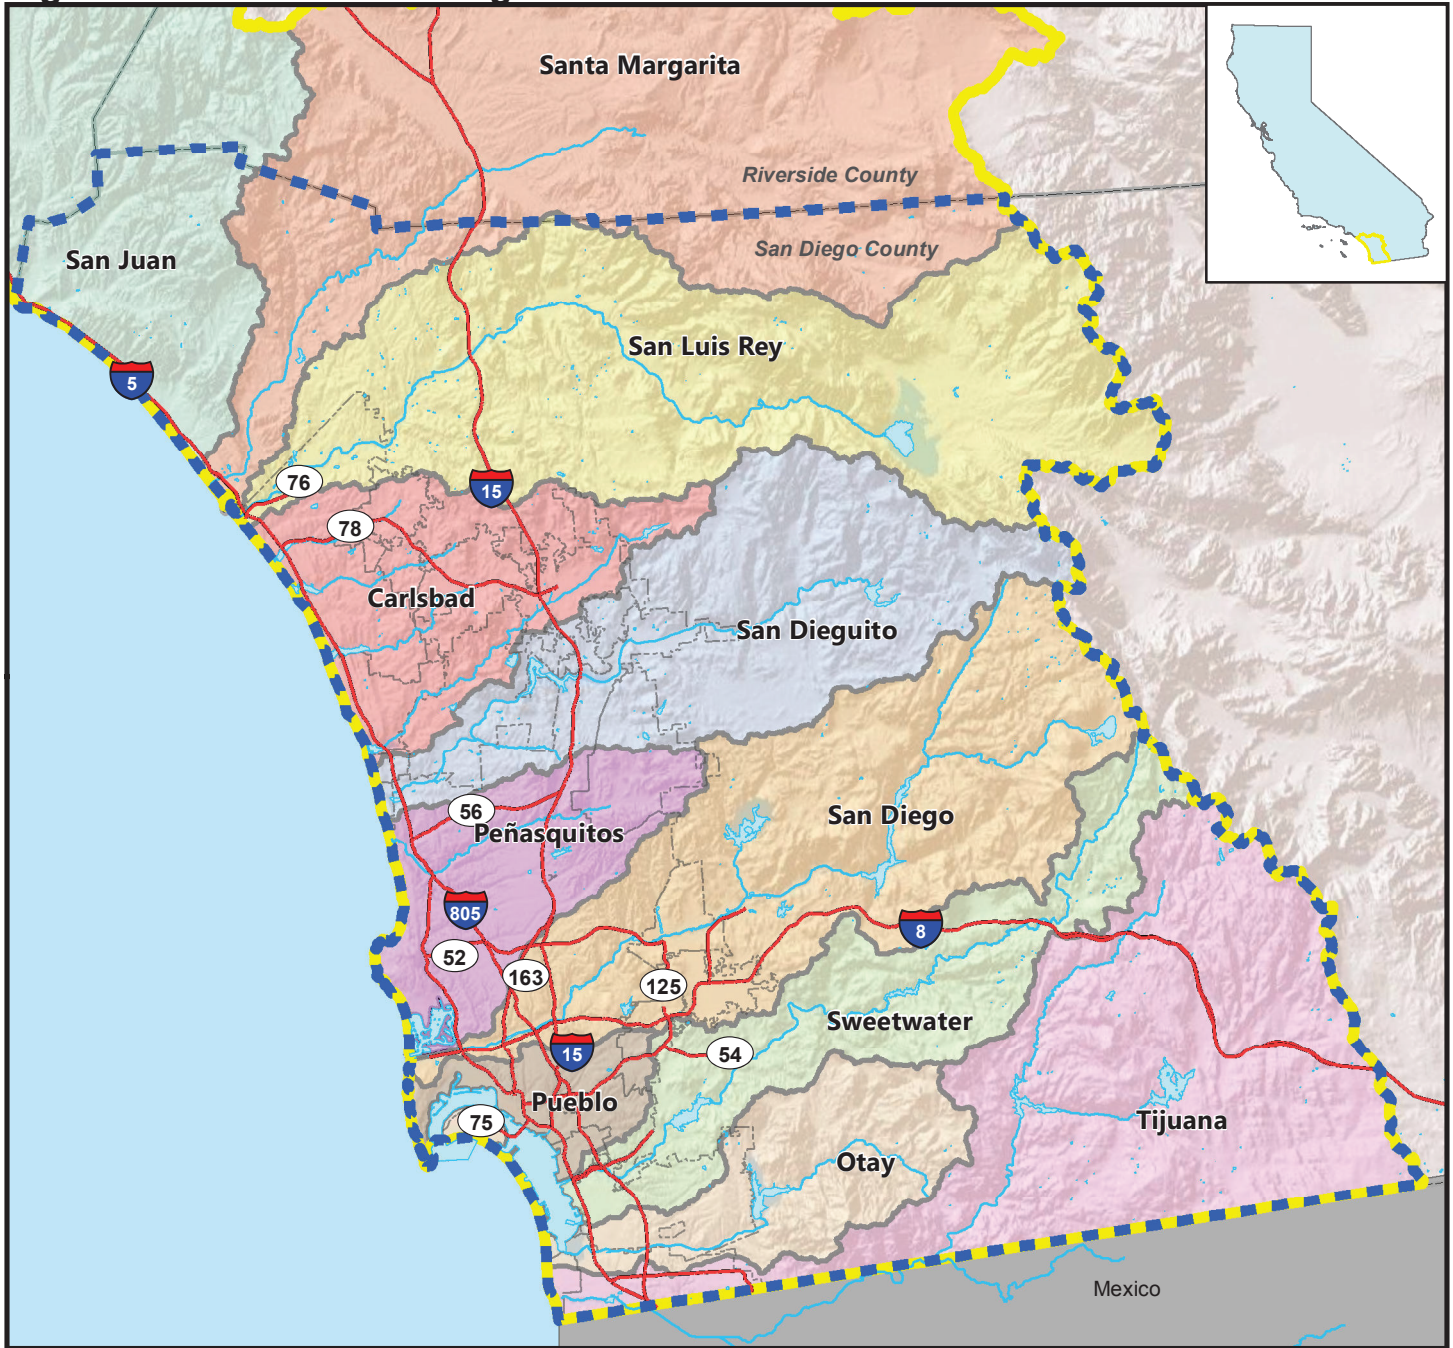 Santa Margarita
Riverside County
San Diego County
San Juan
San Luis Rey
5
76
15
78
Carlsbad
San Dieguito
56
Peñasquitos
San Diego
805
8
52
163
125
Sweetwater
15
54
Pueblo
75
Tijuana
Otay
Mexico